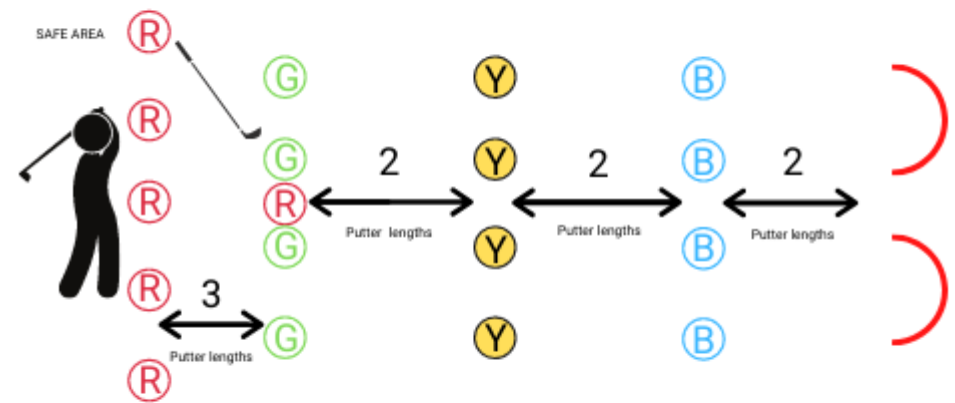 SAFE AREA
R
G Y B
R
G Y B
2 2 2
R R
Putter lengths Putter lengths Putter lengths
G Y B
R
3
Putter lengths
G Y B
R